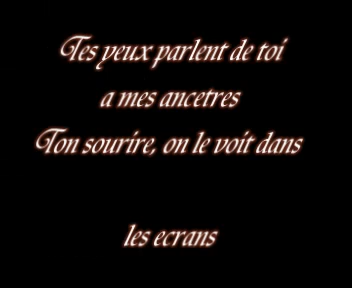 Tes yeux parlent de toi
a mes ancetres
Ton sourire, on le voit dans
les ecrans